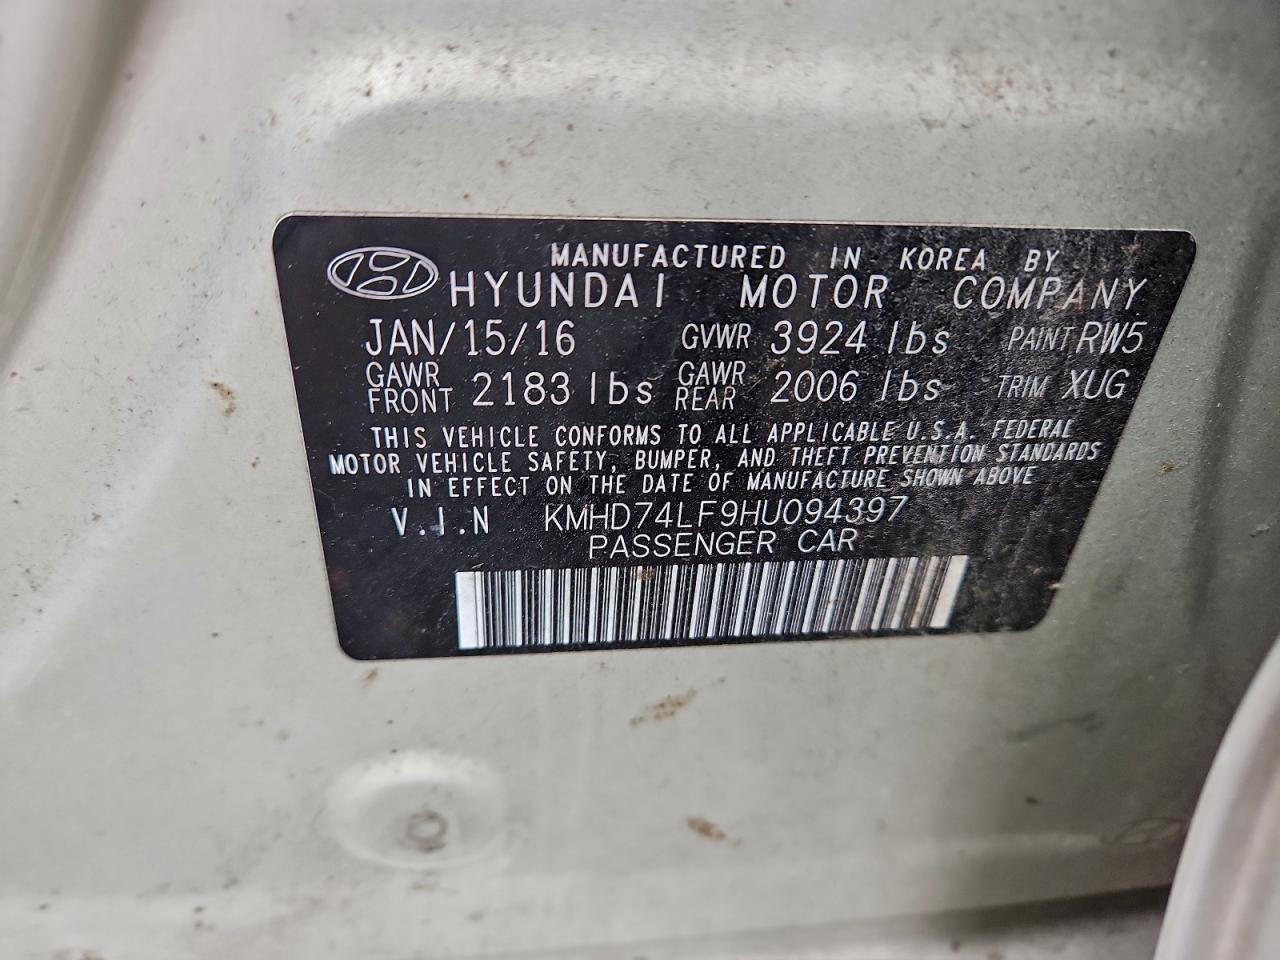 MANUFACTURED IN KOREA BY
HYUNDAI MOTOR COMPANY
JAN/15/16 GVWR 3924 lbs PAINT RW5
GAWR FRONT 2183 lbs GAWR REAR 2006 lbs TRIM XUG
THIS VEHICLE CONFORMS TO ALL APPLICABLE U.S.A. FEDERAL
MOTOR VEHICLE SAFETY, BUMPER, AND THEFT PREVENTION STANDARDS
IN EFFECT ON THE DATE OF MANUFACTURE SHOWN ABOVE
V.I.N KMHD74LF9HU094397
PASSENGER CAR